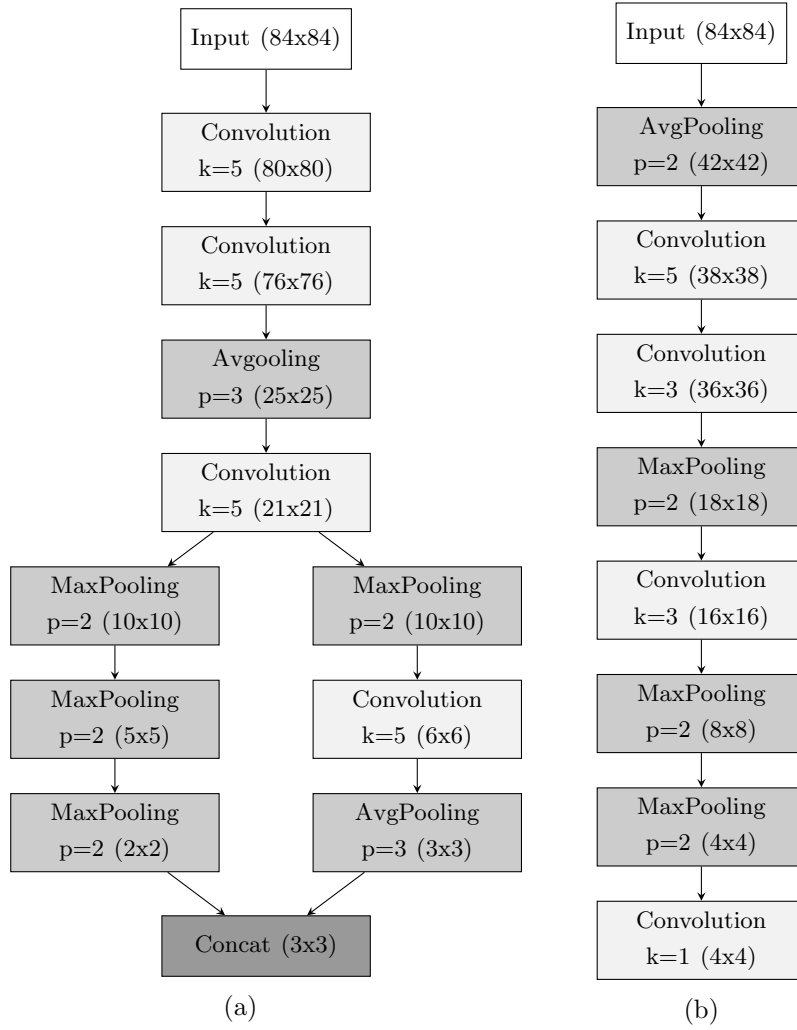 Input (84x84)
Convolution
k=5 (80x80)
Convolution
k=5 (76x76)
Avgooling
p=3 (25x25)
Convolution
k=5 (21x21)
MaxPooling
p=2 (10x10)
MaxPooling
p=2 (5x5)
MaxPooling
p=2 (2x2)
MaxPooling
p=2 (10x10)
Convolution
k=5 (6x6)
AvgPooling
p=3 (3x3)
Concat (3x3)
(a)
Input (84x84)
AvgPooling
p=2 (42x42)
Convolution
k=5 (38x38)
Convolution
k=3 (36x36)
MaxPooling
p=2 (18x18)
Convolution
k=3 (16x16)
MaxPooling
p=2 (8x8)
MaxPooling
p=2 (4x4)
Convolution
k=1 (4x4)
(b)